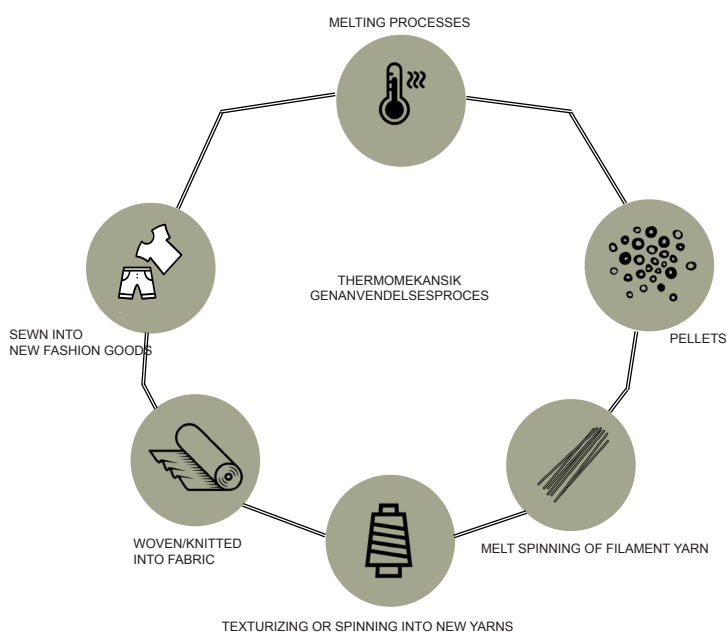 MELTING PROCESSES
THERMOMEKANSIK
GENANVENDELSESPROCES
SEWN INTO
NEW FASHION GOODS
PELLETS
WOVEN/KNITTED
INTO FABRIC
MELT SPINNING OF FILAMENT YARN
TEXTURIZING OR SPINNING INTO NEW YARNS